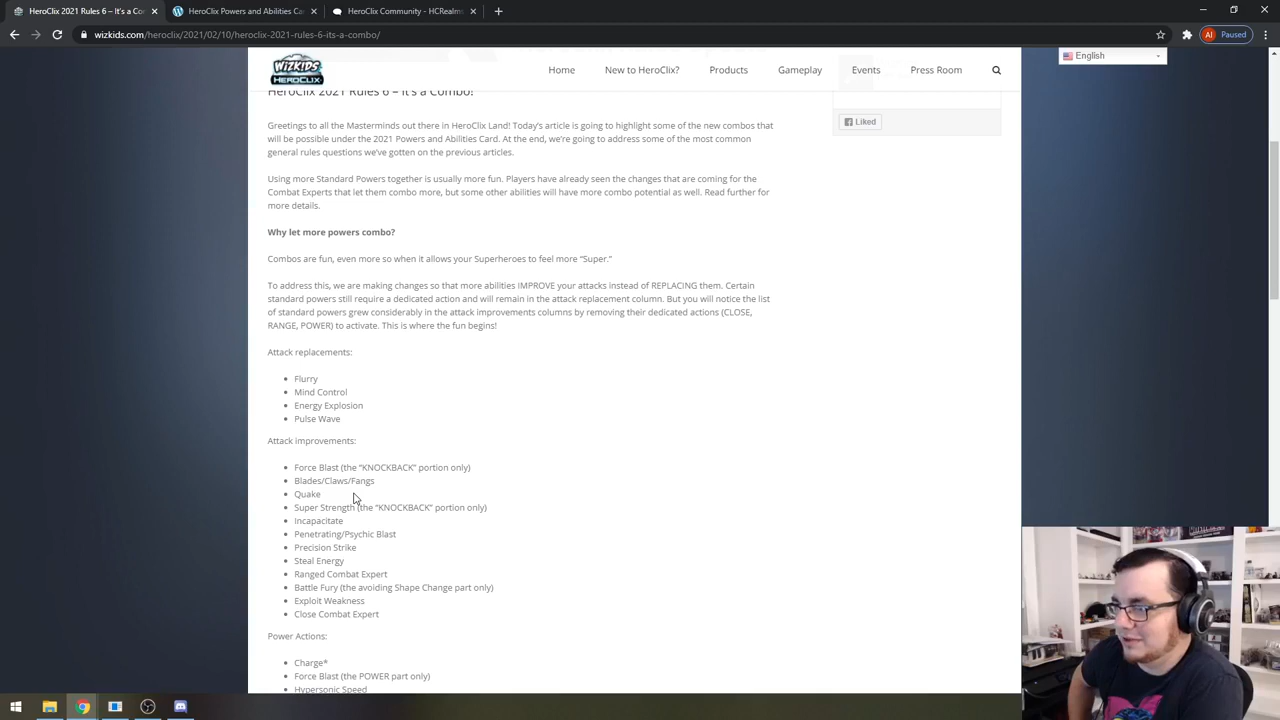 HeroClix 2021 Rules 6 – It's a Co
HeroClix Power and Abilities Ca
HeroClix Community - HCRealms
wizkids.com/heroclix/2021/02/10/heroclix-2021-rules-6-its-a-combo/
AI Paused
WIZKIDS HEROCLIX
Home New to HeroClix? Products Gameplay Events Press Room
English
HeroClix 2021 Rules 6 – It's a Combo!
Liked
Greetings to all the Masterminds out there in HeroClix Land! Today's article is going to highlight some of the new combos that
will be possible under the 2021 Powers and Abilities Card. At the end, we're going to address some of the most common
general rules questions we've gotten on the previous articles.
Using more Standard Powers together is usually more fun. Players have already seen the changes that are coming for the
Combat Experts that let them combo more, but some other abilities will have more combo potential as well. Read further for
more details.
Why let more powers combo?
Combos are fun, even more so when it allows your Superheroes to feel more “Super.”
To address this, we are making changes so that more abilities IMPROVE your attacks instead of REPLACING them. Certain
standard powers still require a dedicated action and will remain in the attack replacement column. But you will notice the list
of standard powers grew considerably in the attack improvements columns by removing their dedicated actions (CLOSE,
RANGE, POWER) to activate. This is where the fun begins!
Attack replacements:
• Flurry
• Mind Control
• Energy Explosion
• Pulse Wave
Attack improvements:
• Force Blast (the “KNOCKBACK” portion only)
• Blades/Claws/Fangs
• Quake
• Super Strength (the “KNOCKBACK” portion only)
• Incapacitate
• Penetrating/Psychic Blast
• Precision Strike
• Steal Energy
• Ranged Combat Expert
• Battle Fury (the avoiding Shape Change part only)
• Exploit Weakness
• Close Combat Expert
Power Actions:
• Charge*
• Force Blast (the POWER part only)
• Hypersonic Speed